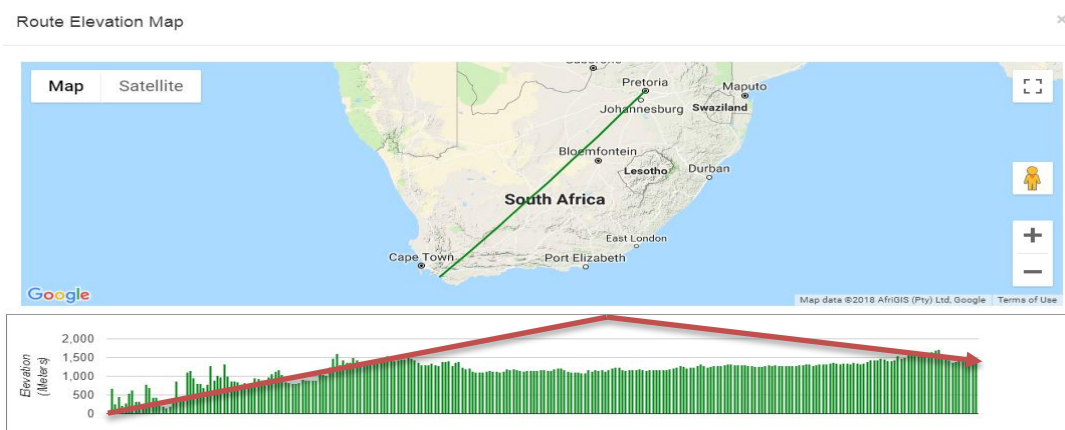 Route Elevation Map
×
Map Satellite
Pretoria
Maputo
Johannesburg
Swaziland
Bloemfontein
Lesotho
Durban
South Africa
East London
Cape Town
Port Elizabeth
+
−
Google
Map data ©2018 AfriGIS (Pty) Ltd, Google Terms of Use
Elevation
(Meters)
2,000
1,500
1,000
500
0